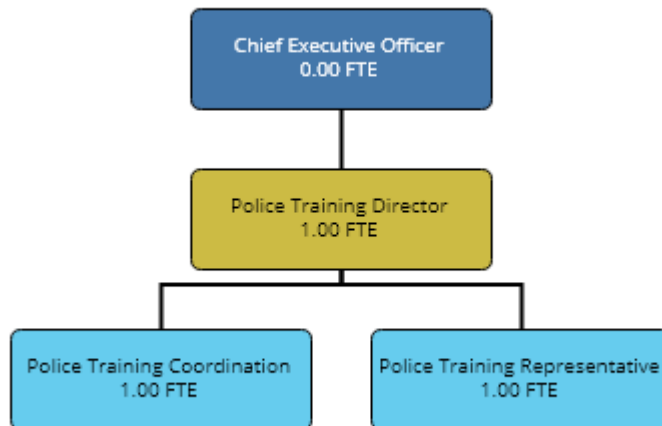 Chief Executive Officer
0.00 FTE
Police Training Director
1.00 FTE
Police Training Coordination
1.00 FTE
Police Training Representative
1.00 FTE